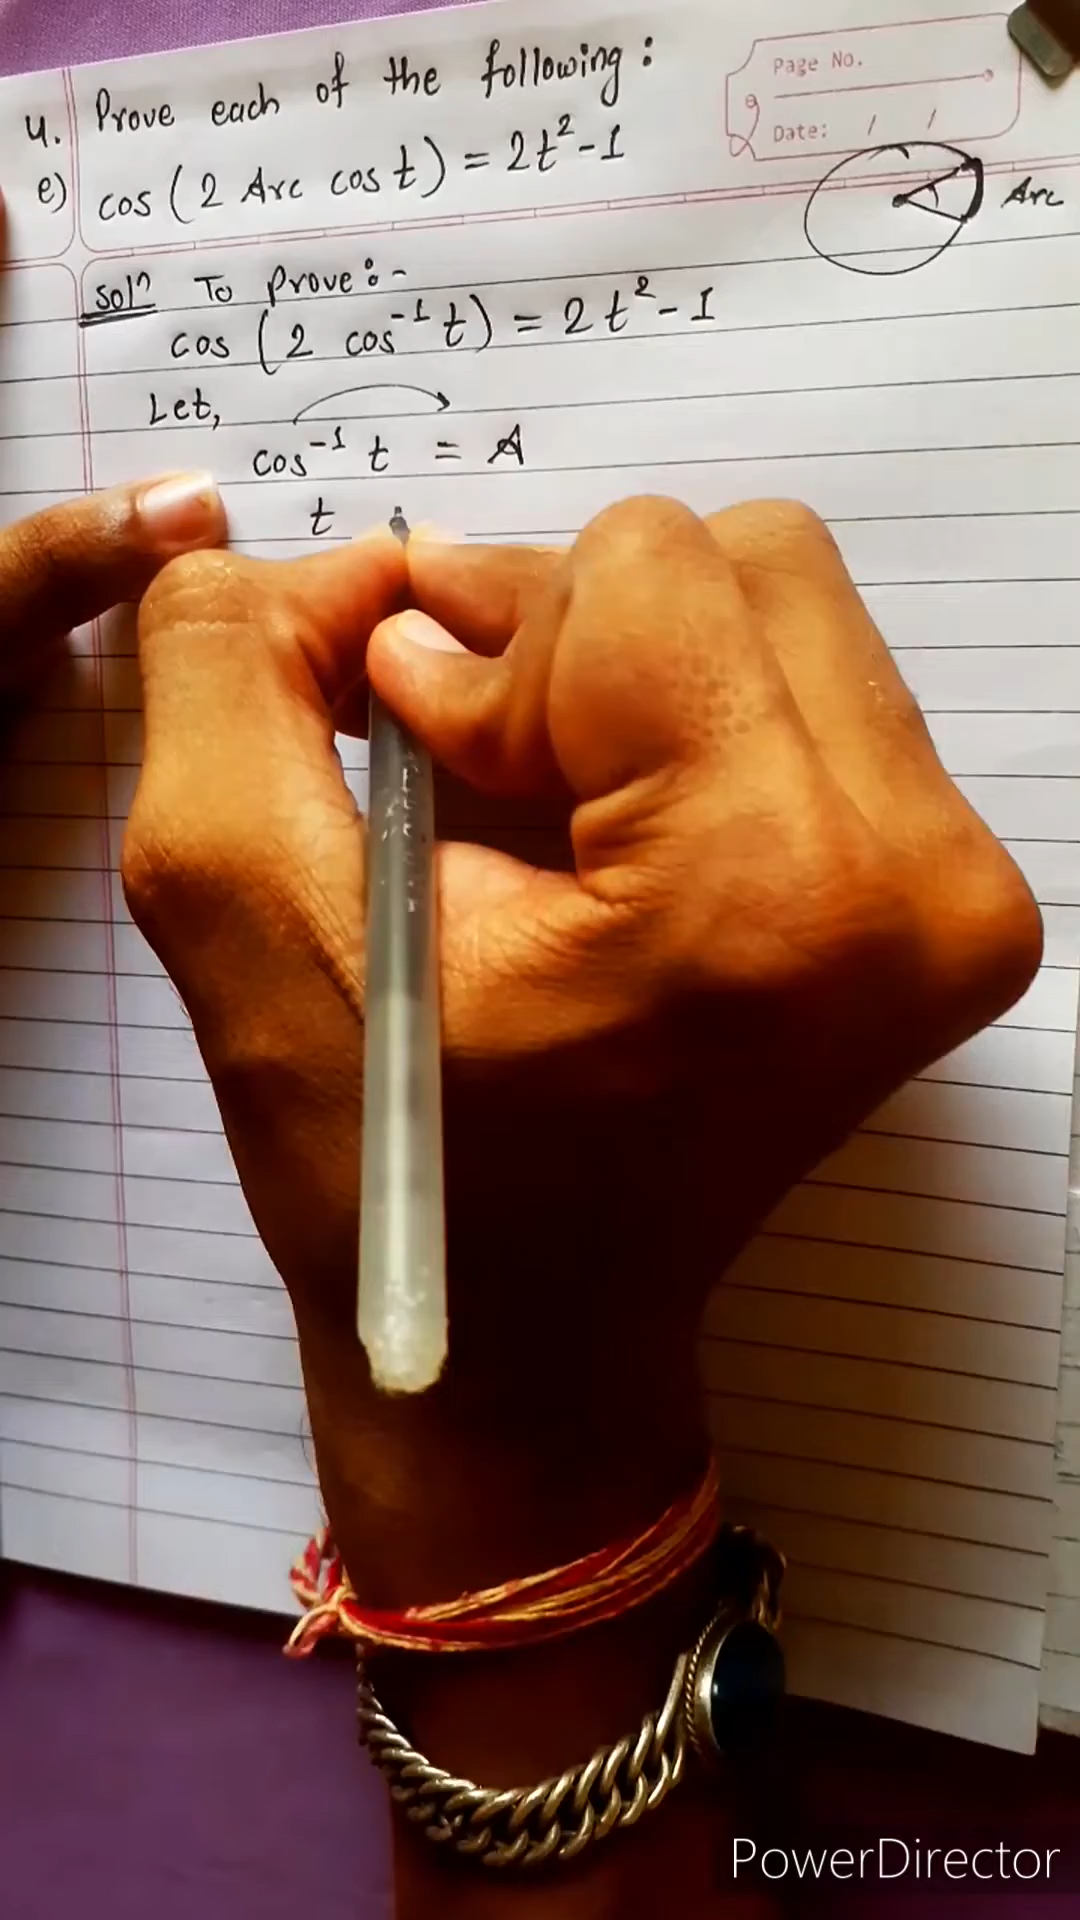 4. Prove each of the following :
e) cos ( 2 Arc cos t ) = 2t² - 1
Page No.
Date: / /
Arc
Solⁿ To Prove :-
cos ( 2 cos⁻¹ t ) = 2t² - 1
Let,
cos⁻¹ t = A
t
PowerDirector